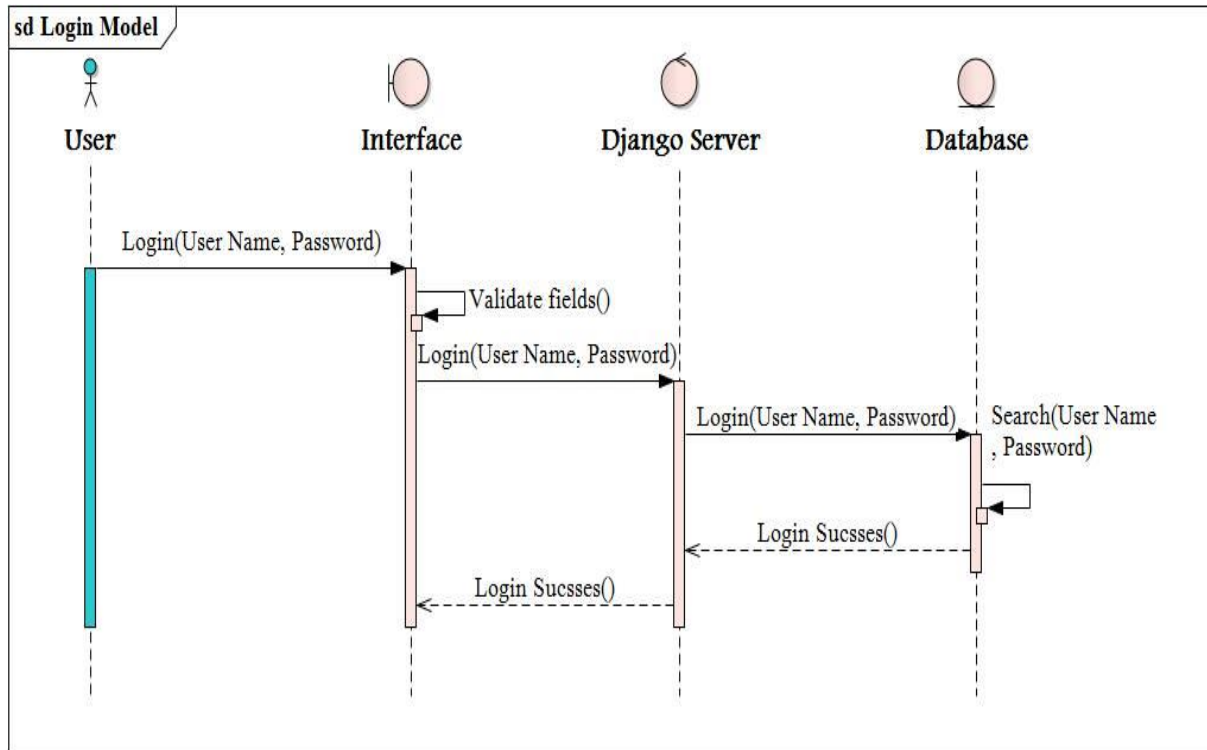 sd Login Model
User
Interface
Django Server
Database
Login(User Name, Password)
Validate fields()
Login(User Name, Password)
Login(User Name, Password)
Search(User Name
, Password)
Login Sucsses()
Login Sucsses()